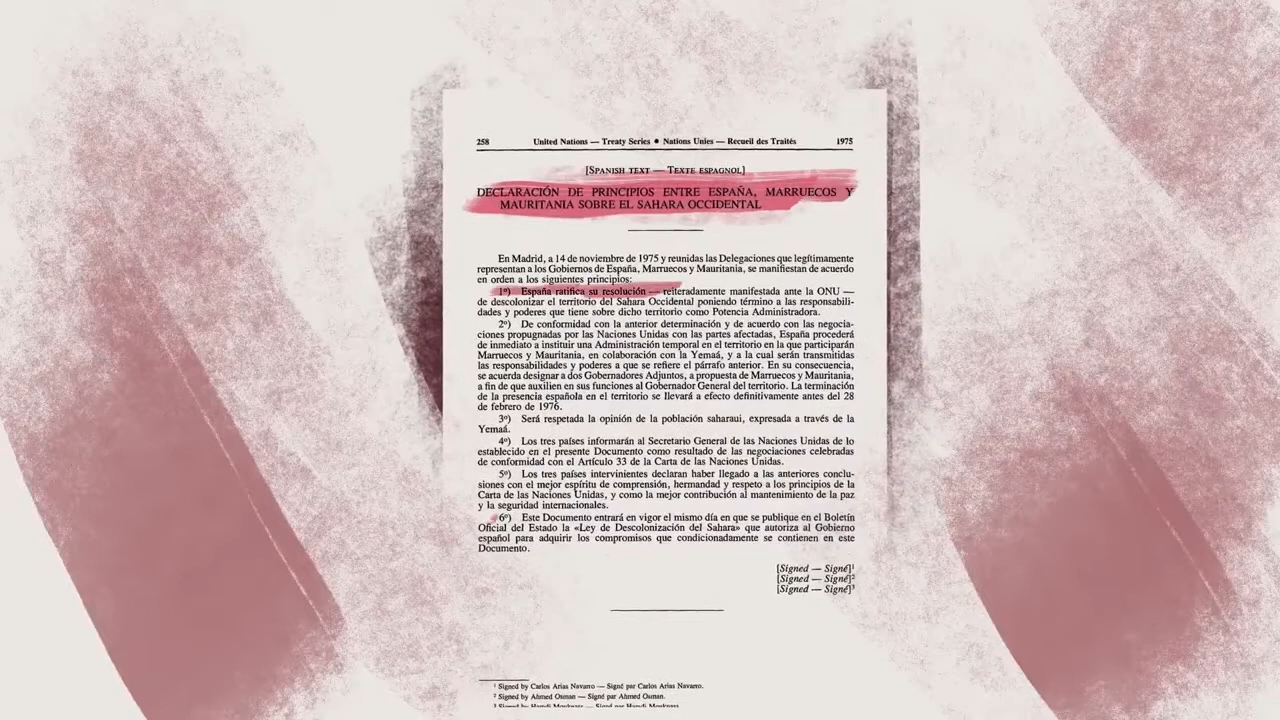 258 United Nations — Treaty Series • Nations Unies — Recueil des Traités 1975
[Spanish text — Texte espagnol]
DECLARACIÓN DE PRINCIPIOS ENTRE ESPAÑA, MARRUECOS Y
MAURITANIA SOBRE EL SAHARA OCCIDENTAL
En Madrid, a 14 de noviembre de 1975 y reunidas las Delegaciones que legítimamente
representan a los Gobiernos de España, Marruecos y Mauritania, se manifiestan de acuerdo
en orden a los siguientes principios:
1º) España ratifica su resolución — reiteradamente manifestada ante la ONU —
de descolonizar el territorio del Sahara Occidental poniendo término a las responsabili-
dades y poderes que tiene sobre dicho territorio como Potencia Administradora.
2º) De conformidad con la anterior determinación y de acuerdo con las negocia-
ciones propugnadas por las Naciones Unidas con las partes afectadas, España procederá
de inmediato a instituir una Administración temporal en el territorio en la que participarán
Marruecos y Mauritania, en colaboración con la Yemaá, y a la cual serán transmitidas
las responsabilidades y poderes a que se refiere el párrafo anterior. En su consecuencia,
se acuerda designar a dos Gobernadores Adjuntos, a propuesta de Marruecos y Mauritania,
a fin de que auxilien en sus funciones al Gobernador General del territorio. La terminación
de la presencia española en el territorio se llevará a efecto definitivamente antes del 28
de febrero de 1976.
3º) Será respetada la opinión de la población saharaui, expresada a través de la
Yemaá.
4º) Los tres países informarán al Secretario General de las Naciones Unidas de lo
establecido en el presente Documento como resultado de las negociaciones celebradas
de conformidad con el Artículo 33 de la Carta de las Naciones Unidas.
5º) Los tres países intervinientes declaran haber llegado a las anteriores conclu-
siones con el mejor espíritu de comprensión, hermandad y respeto a los principios de la
Carta de las Naciones Unidas, y como la mejor contribución al mantenimiento de la paz
y la seguridad internacionales.
6º) Este Documento entrará en vigor el mismo día en que se publique en el Boletín
Oficial del Estado la «Ley de Descolonización del Sahara» que autoriza al Gobierno
español para adquirir los compromisos que condicionadamente se contienen en este
Documento.
[Signed — Signé]1
[Signed — Signé]2
[Signed — Signé]3
1 Signed by Carlos Arias Navarro — Signé par Carlos Arias Navarro.
2 Signed by Ahmed Osman — Signé par Ahmed Osman.
3 Signed by Hamdi Mouknass — Signé par Hamdi Mouknass.